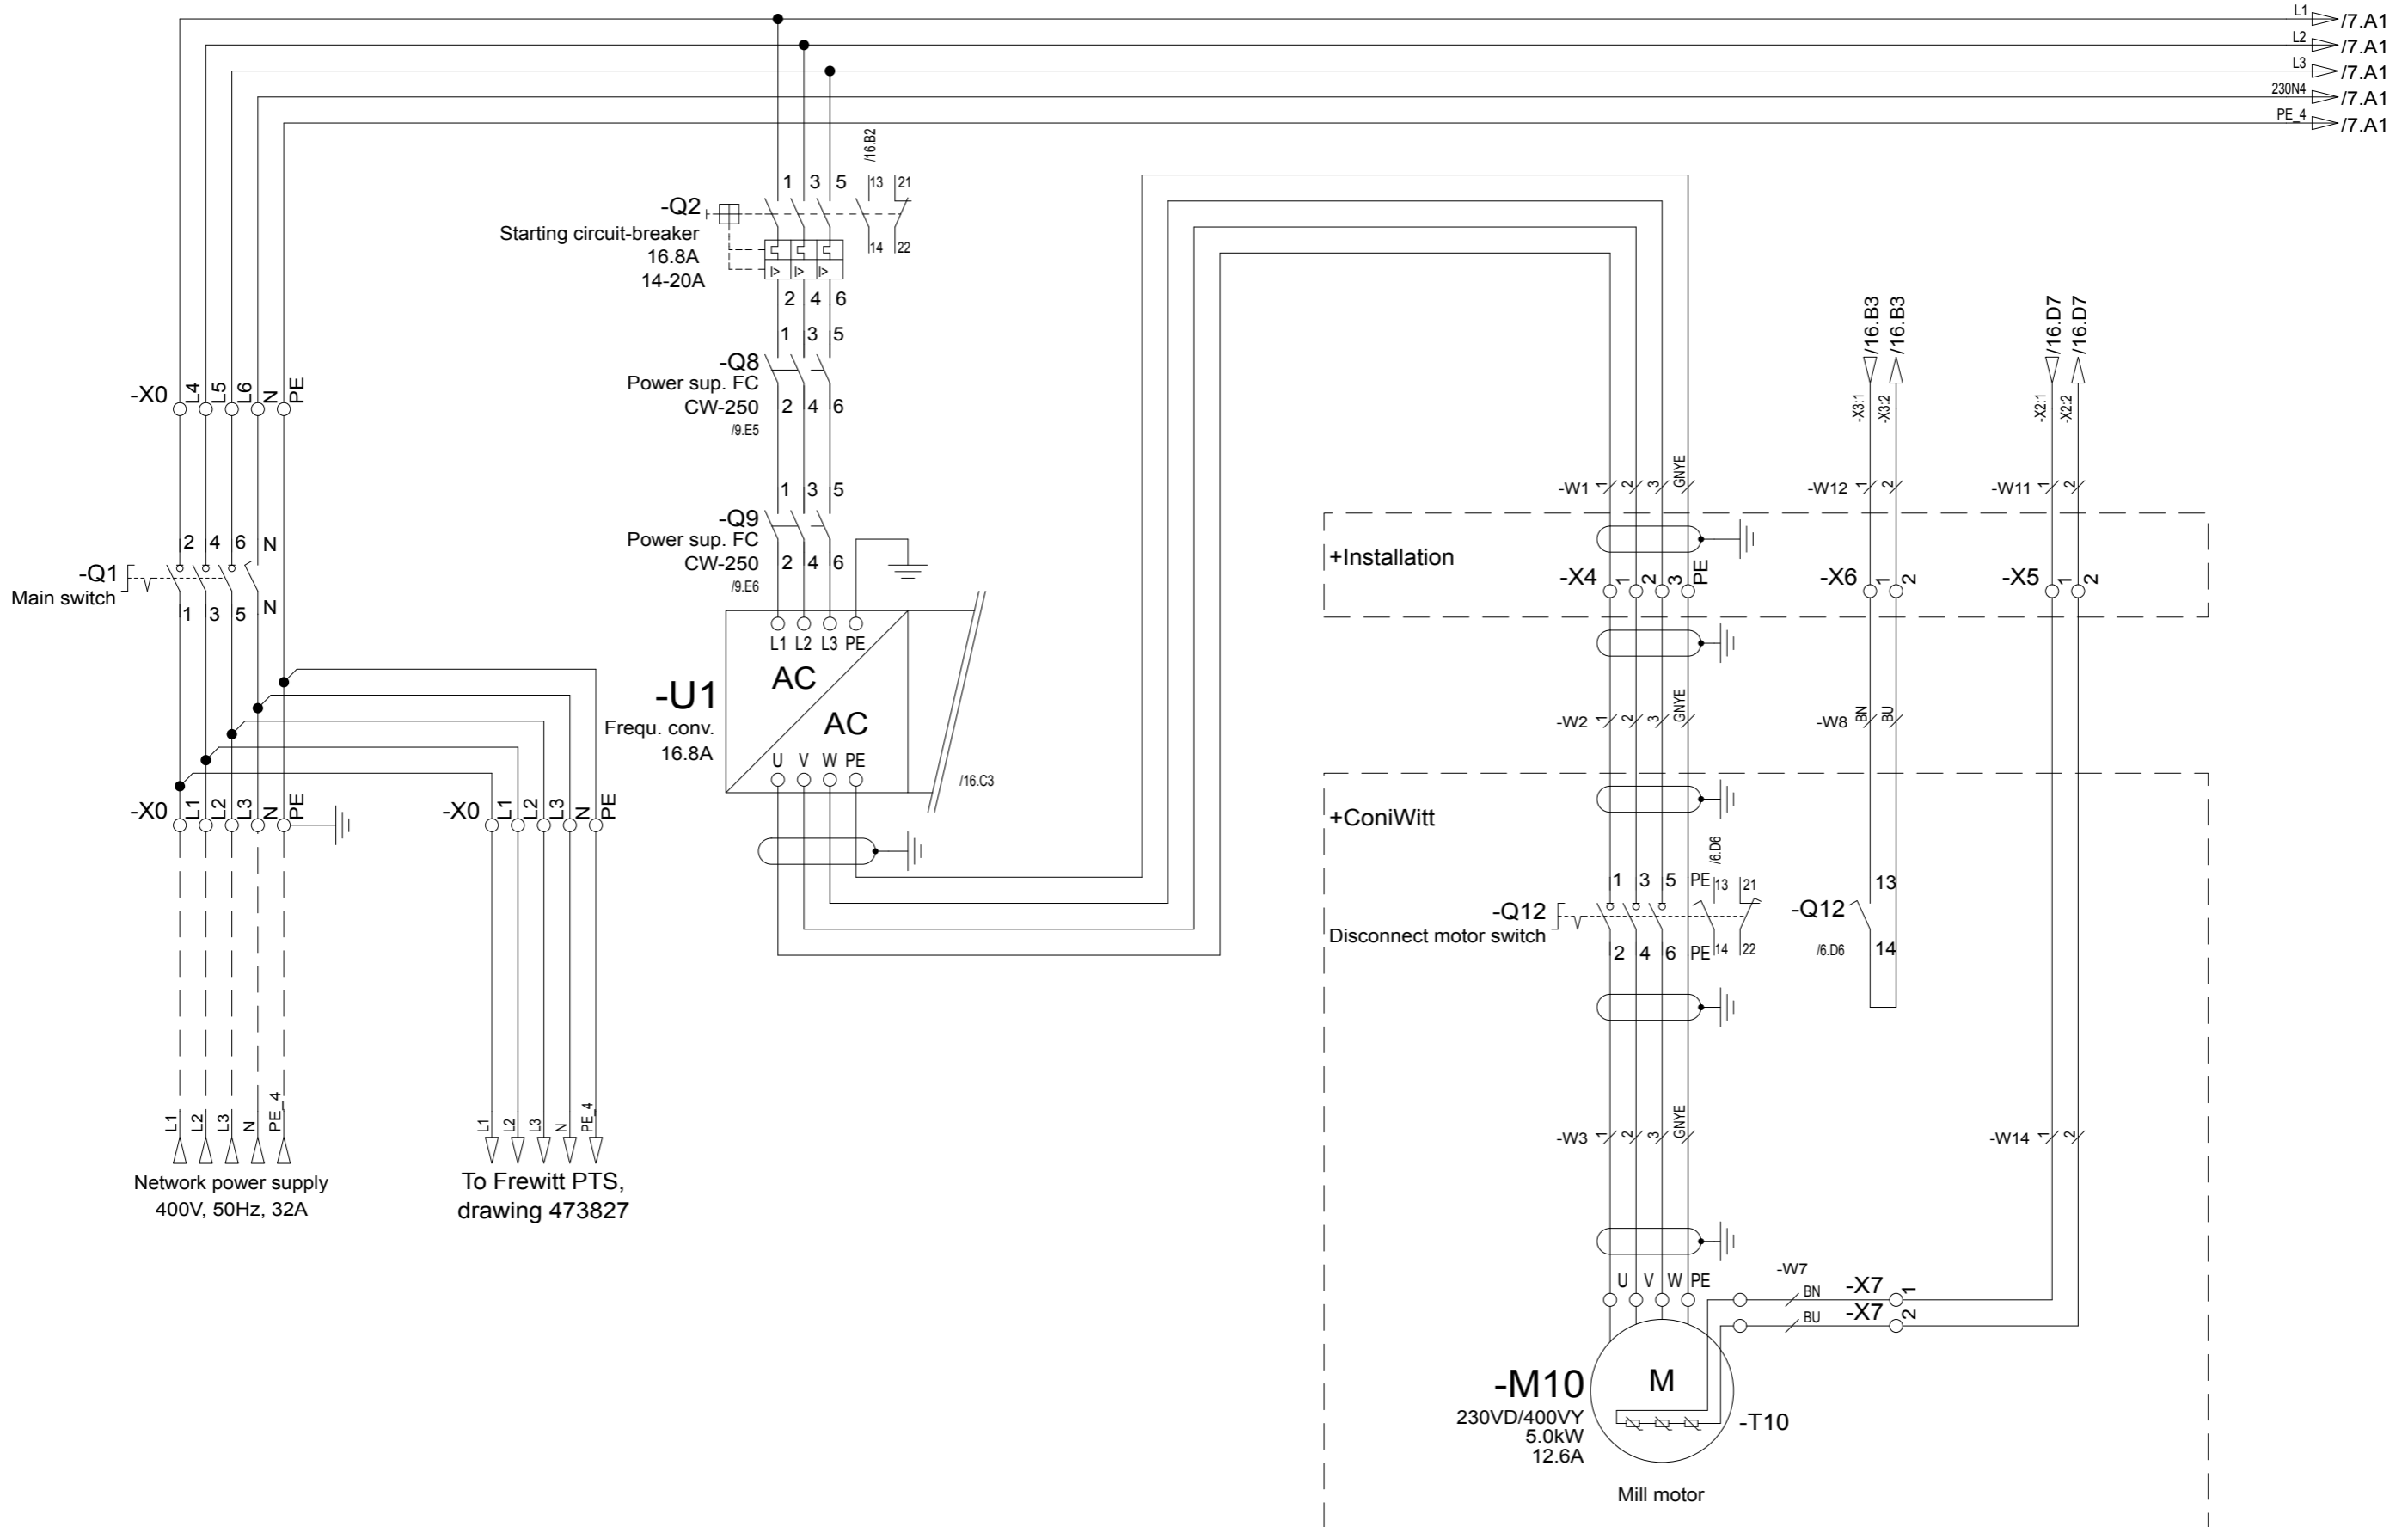 L1 /7.A1
L2 /7.A1
L3 /7.A1
230N4 /7.A1
PE_4 /7.A1
/16.B2
1 3 5 13 21
-Q2
Starting circuit-breaker
16.8A
14-20A
14 22
I> I> I>
2 4 6
1 3 5
-Q8
Power sup. FC
CW-250
2 4 6
/9.E5
-X0 L4 L5 L6 N PE
1 3 5
-Q9
Power sup. FC
CW-250
2 4 6
/9.E6
2 4 6 N
-Q1
Main switch
1 3 5 N
L1 L2 L3 PE
AC
-U1
Frequ. conv.
16.8A
AC
U V W PE
/16.C3
-X0 L1 L2 L3 N PE
-X0 L1 L2 L3 N PE
L1 L2 L3 N PE_4
Network power supply
400V, 50Hz, 32A
L1 L2 L3 N PE_4
To Frewitt PTS,
drawing 473827
/16.B3 /16.B3
/16.D7 /16.D7
-X3:1 -X3:2
-X2:1 -X2:2
-W1 1 2 3 GNYE
-W12 1 2
-W11 1 2
+Installation
-X4 1 2 3 PE
-X6 1 2
-X5 1 2
-W2 1 2 3 GNYE
-W8 BN BU
+ConiWitt
/6.D6
1 3 5 PE 13 21
-Q12
Disconnect motor switch
2 4 6 PE 14 22
13
-Q12
/6.D6 14
-W3 1 2 3 GNYE
-W14 1 2
U V W PE
-W7
BN -X7 1
BU -X7 2
M
-M10
230VD/400VY
5.0kW
12.6A
-T10
Mill motor